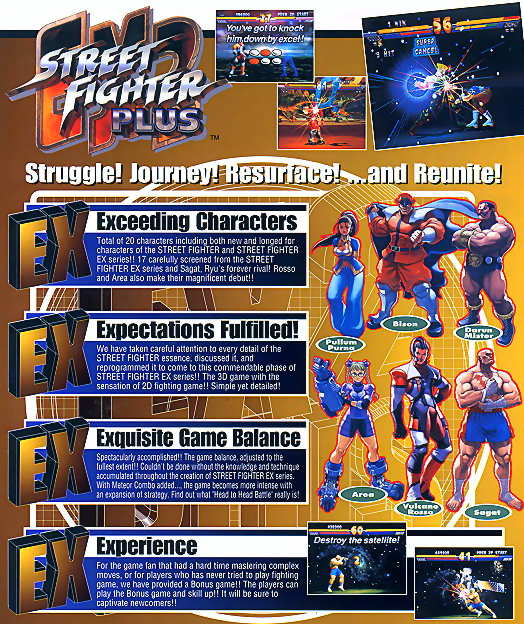 You've got to knock
him down by excel!
1 WIN
56
3 HIT
SUPER
CANCEL
EX2
STREET
FIGHTER
PLUS
TM
Struggle! Journey! Resurface! ...and Reunite!
EX
Exceeding Characters
Total of 20 characters including both new and longed for
characters of the STREET FIGHTER and STREET FIGHTER
EX series!! 17 carefully screened from the STREET
FIGHTER EX series and Sagat, Ryu's forever rival! Rosso
and Area also make their magnificent debut!!
Pullum
Purna
Bison
Darun
Mister
EX
Expectations Fulfilled!
We have taken careful attention to every detail of the
STREET FIGHTER essence, discussed it, and
reprogrammed it to come to this commendable phase of
STREET FIGHTER EX series!! The 3D game with the
sensation of 2D fighting game!! Simple yet detailed!
EX
Exquisite Game Balance
Spectacularly accomplished!! The game balance, adjusted to the
fullest extent!! Couldn't be done without the knowledge and technique
accumulated throughout the creation of STREET FIGHTER EX series.
With Meteor Combo added..., the game becomes more intense with
an expansion of strategy. Find out what "Head to Head Battle" really is!
Area
Vulcano
Rosso
Sagat
EX
Experience
For the game fan that had a hard time mastering complex
moves, or for players who has never tried to play fighting
game, we have provided a Bonus game!! The players can
play the Bonus game and skill up!! It will be sure to
captivate newcomers!!
60
Destroy the satellite!
41